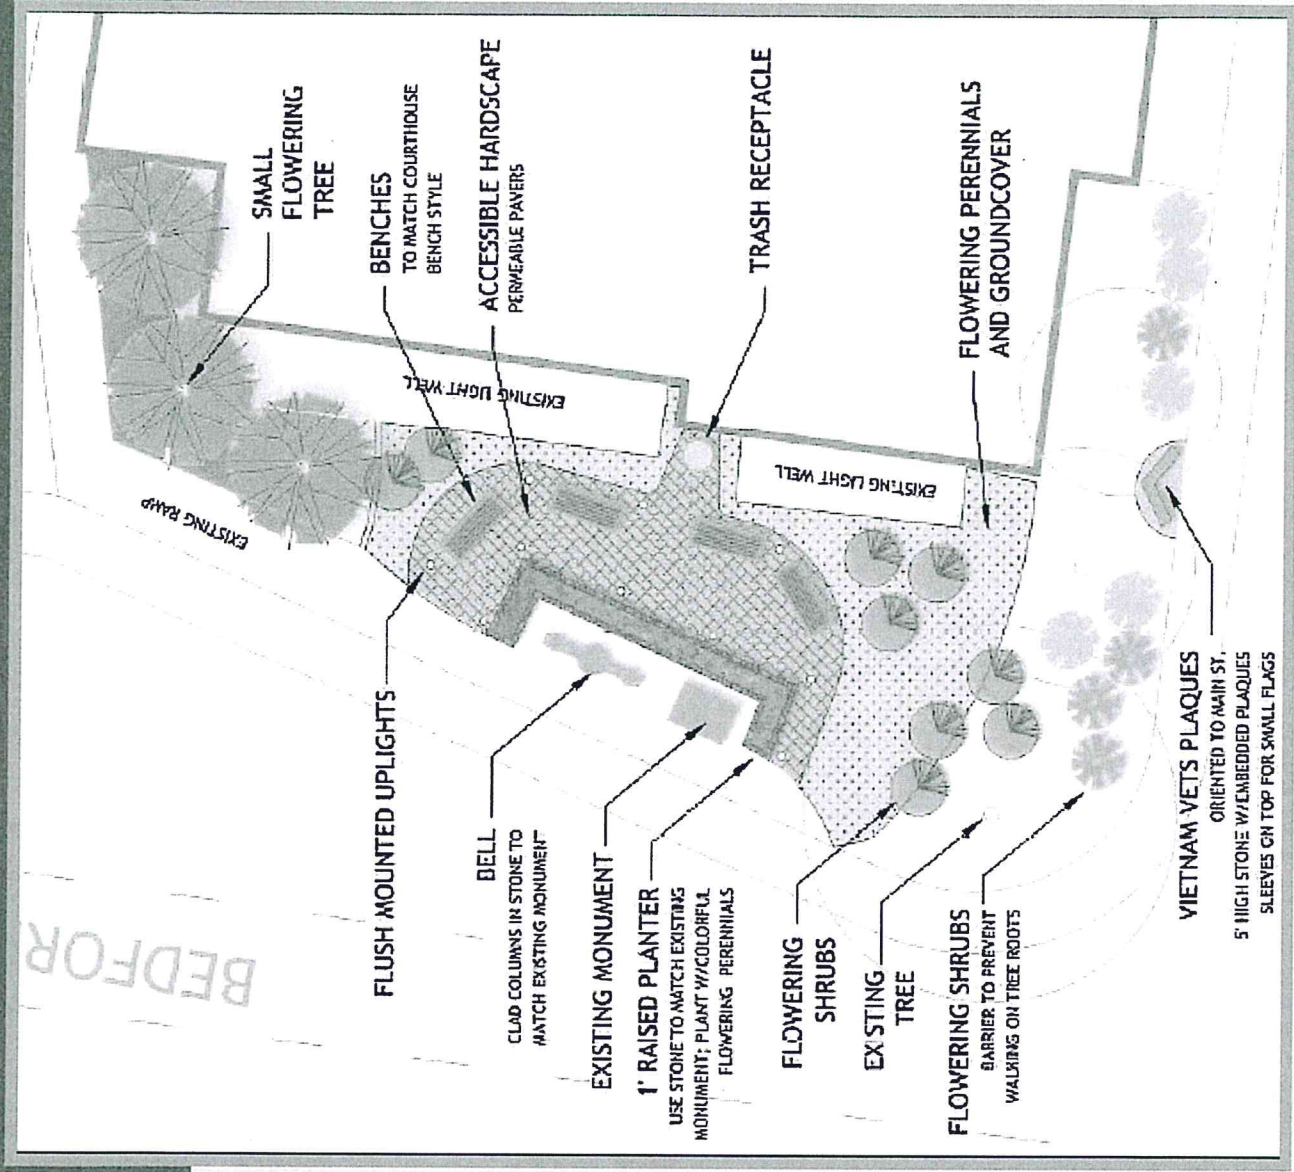 SMALL
FLOWERING
TREE
BENCHES
TO MATCH COURTHOUSE
BENCH STYLE
ACCESSIBLE HARDSCAPE
PERMEABLE PAVERS
TRASH RECEPTACLE
FLOWERING PERENNIALS
AND GROUNDCOVER
EXISTING RAMP
EXISTING LIGHT WELL
EXISTING LIGHT WELL
BEDFOR
FLUSH MOUNTED UPLIGHTS
BELL
CLAD COLUMNS IN STONE TO
MATCH EXISTING MONUMENT
EXISTING MONUMENT
1' RAISED PLANTER
USE STONE TO MATCH EXISTING
MONUMENT; PLANT W/COLORFUL
FLOWERING PERENNIALS
FLOWERING
SHRUBS
EXISTING
TREE
FLOWERING SHRUBS
BARRIER TO PREVENT
WALKING ON TREE ROOTS
VIETNAM VETS PLAQUES
ORIENTED TO MAIN ST.
5' HIGH STONE W/EMBEDDED PLAQUES
SLEEVES ON TOP FOR SMALL FLAGS